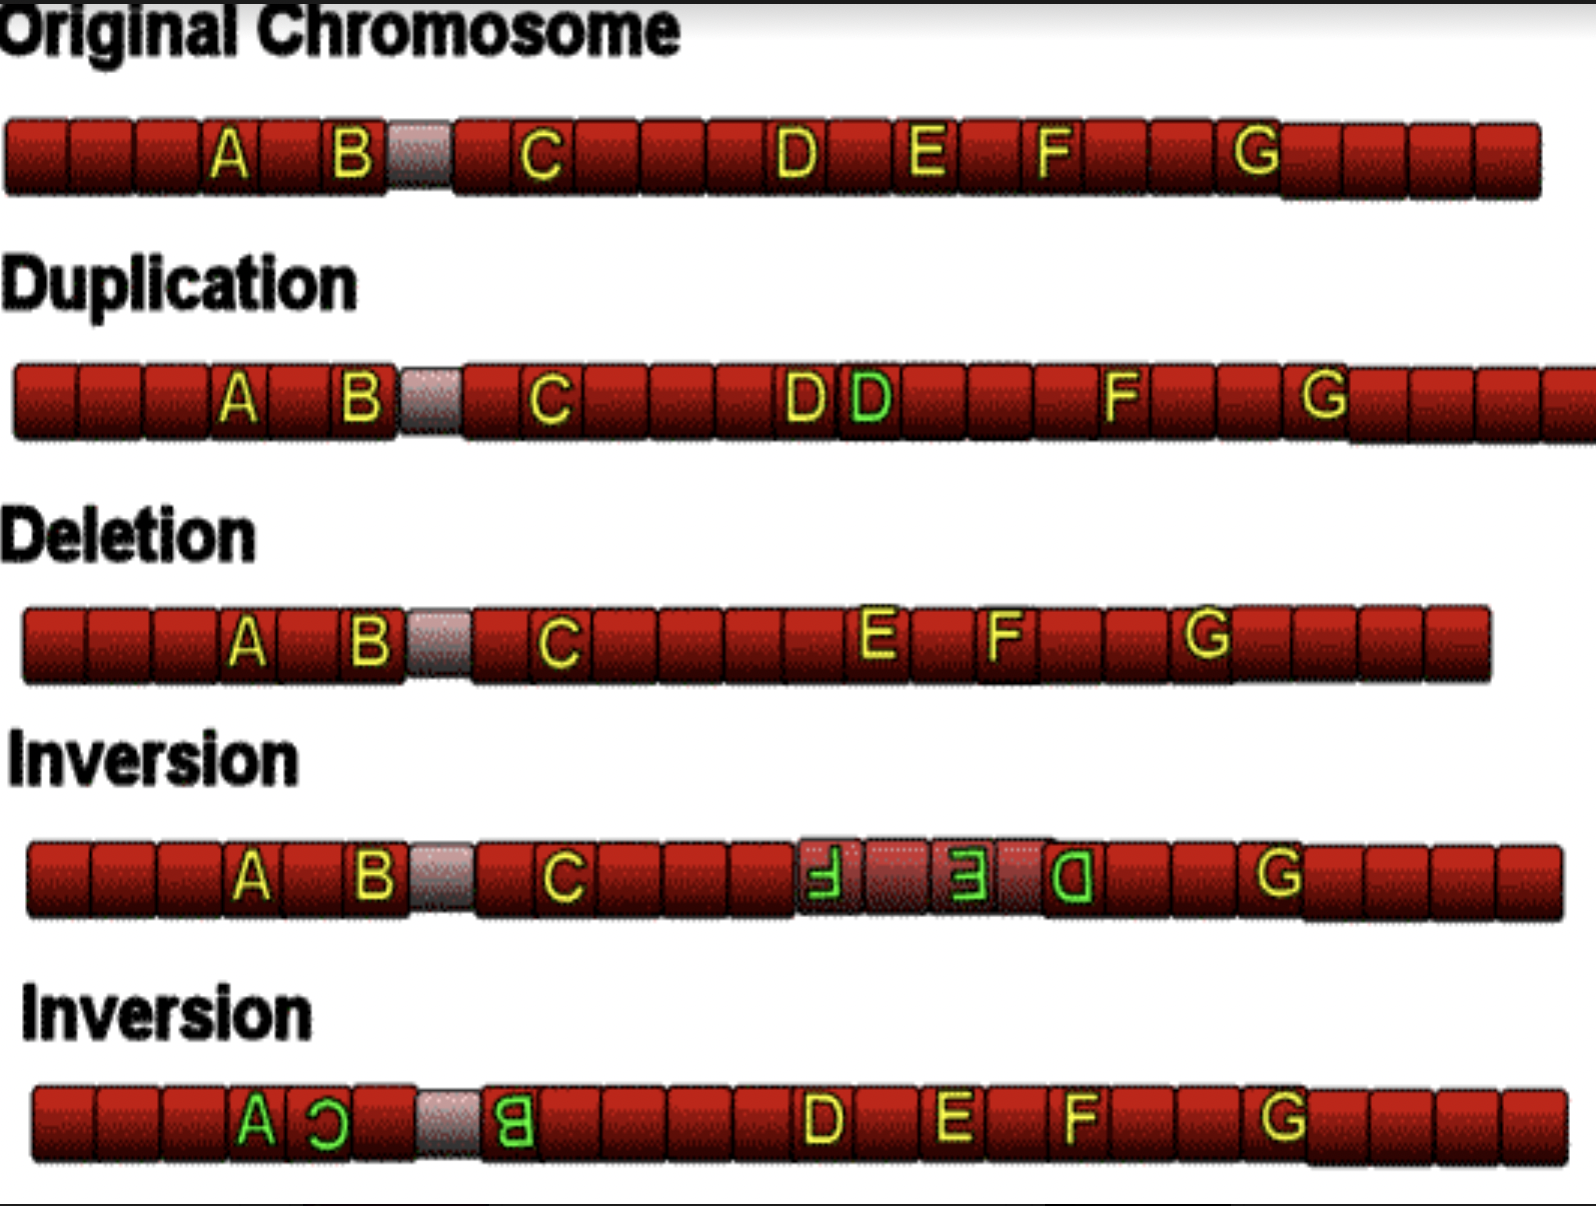 Original Chromosome
A B C D E F G
Duplication
A B C D D F G
Deletion
A B C E F G
Inversion
A B C F E D G
Inversion
A C B D E F G